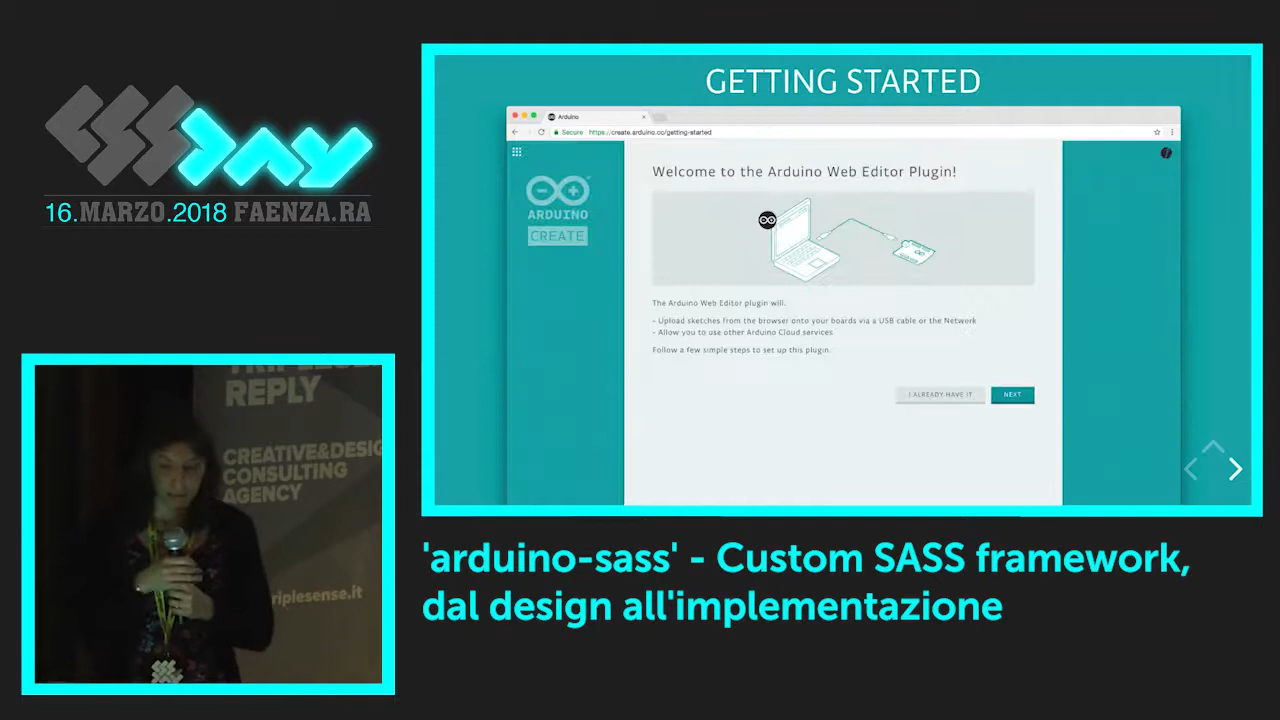 CSS DAY
16.MARZO.2018 FAENZA.RA
GETTING STARTED
Arduino
Secure https://create.arduino.cc/getting-started
ARDUINO
CREATE
Welcome to the Arduino Web Editor Plugin!
The Arduino Web Editor plugin will:
- Upload sketches from the browser onto your boards via a USB cable or the Network
- Allow you to use other Arduino Cloud services.
Follow a few simple steps to set up this plugin.
I ALREADY HAVE IT
NEXT
REPLY
CREATIVE&DESIG
CONSULTING
AGENCY
riplesense.it
'arduino-sass' - Custom SASS framework,
dal design all'implementazione